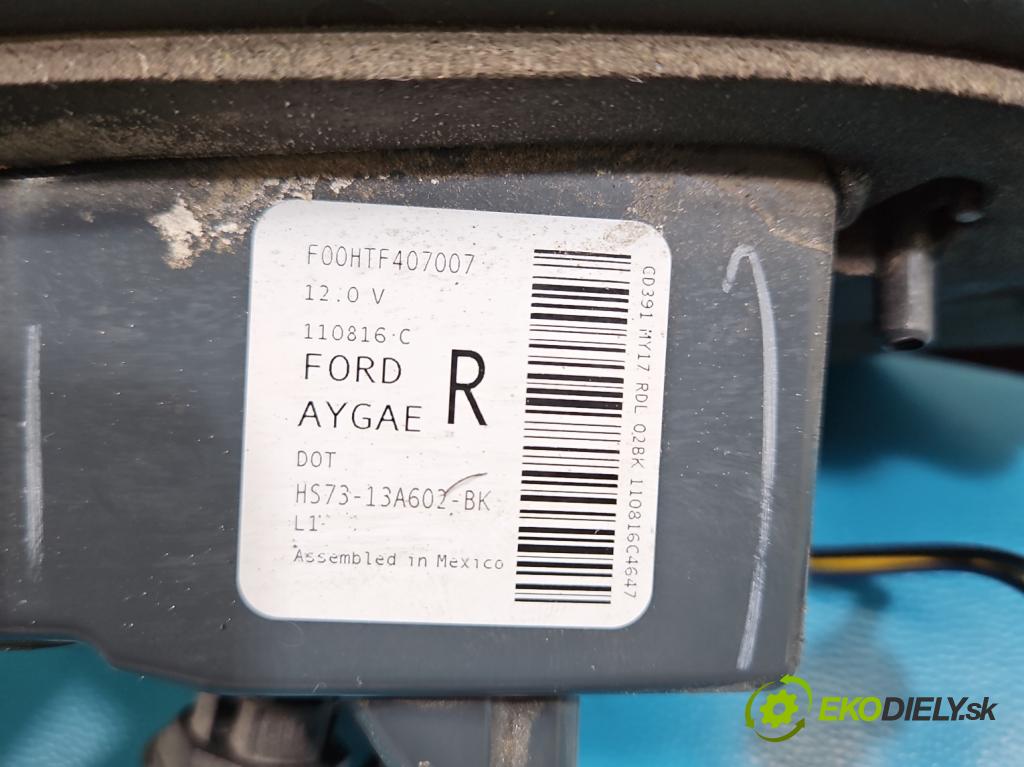 F00HTF407007
12.0 V
110816 C
FORD
AYGAE
R
DOT
HS73-13A602-BK
L1
Assembled in Mexico
CD391 MY17 RDL 02BK 110816C4647
EKODIELY.sk